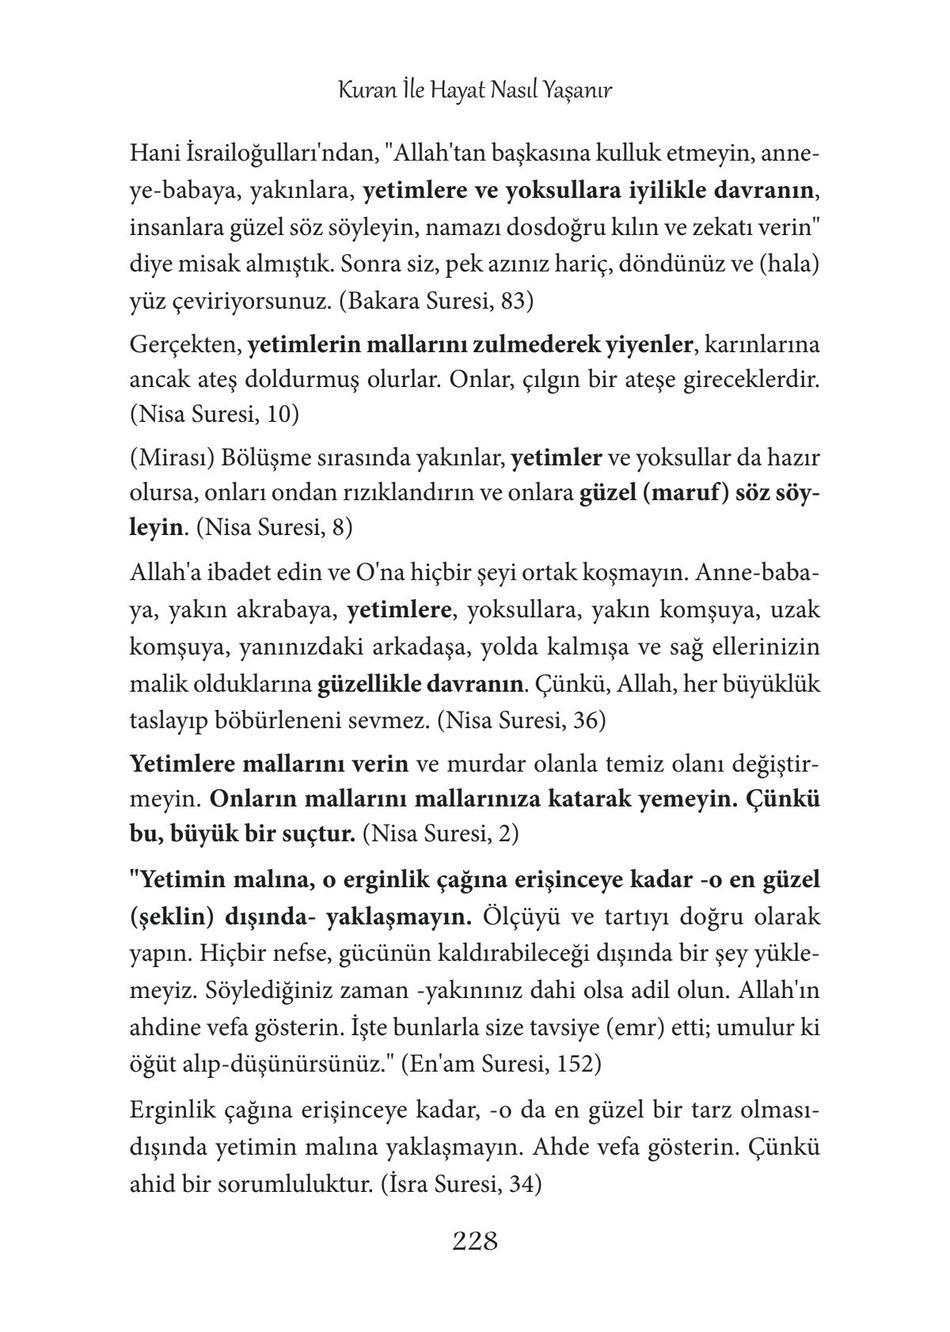 Kuran İle Hayat Nasıl Yaşanır
Hani İsrailoğulları'ndan, "Allah'tan başkasına kulluk etmeyin, anne-
ye-babaya, yakınlara, yetimlere ve yoksullara iyilikle davranın,
insanlara güzel söz söyleyin, namazı dosdoğru kılın ve zekatı verin"
diye misak almıştık. Sonra siz, pek azınız hariç, döndünüz ve (hala)
yüz çeviriyorsunuz. (Bakara Suresi, 83)
Gerçekten, yetimlerin mallarını zulmederek yiyenler, karınlarına
ancak ateş doldurmuş olurlar. Onlar, çılgın bir ateşe gireceklerdir.
(Nisa Suresi, 10)
(Mirası) Bölüşme sırasında yakınlar, yetimler ve yoksullar da hazır
olursa, onları ondan rızıklandırın ve onlara güzel (maruf) söz söy-
leyin. (Nisa Suresi, 8)
Allah'a ibadet edin ve O'na hiçbir şeyi ortak koşmayın. Anne-baba-
ya, yakın akrabaya, yetimlere, yoksullara, yakın komşuya, uzak
komşuya, yanınızdaki arkadaşa, yolda kalmışa ve sağ ellerinizin
malik olduklarına güzellikle davranın. Çünkü, Allah, her büyüklük
taslayıp böbürleneni sevmez. (Nisa Suresi, 36)
Yetimlere mallarını verin ve murdar olanla temiz olanı değiştir-
meyin. Onların mallarını mallarınıza katarak yemeyin. Çünkü
bu, büyük bir suçtur. (Nisa Suresi, 2)
"Yetimin malına, o erginlik çağına erişinceye kadar -o en güzel
(şeklin) dışında- yaklaşmayın. Ölçüyü ve tartıyı doğru olarak
yapın. Hiçbir nefse, gücünün kaldırabileceği dışında bir şey yükle-
meyiz. Söylediğiniz zaman -yakınınız dahi olsa adil olun. Allah'ın
ahdine vefa gösterin. İşte bunlarla size tavsiye (emr) etti; umulur ki
öğüt alıp-düşünürsünüz." (En'am Suresi, 152)
Erginlik çağına erişinceye kadar, -o da en güzel bir tarz olması-
dışında yetimin malına yaklaşmayın. Ahde vefa gösterin. Çünkü
ahid bir sorumluluktur. (İsra Suresi, 34)
228